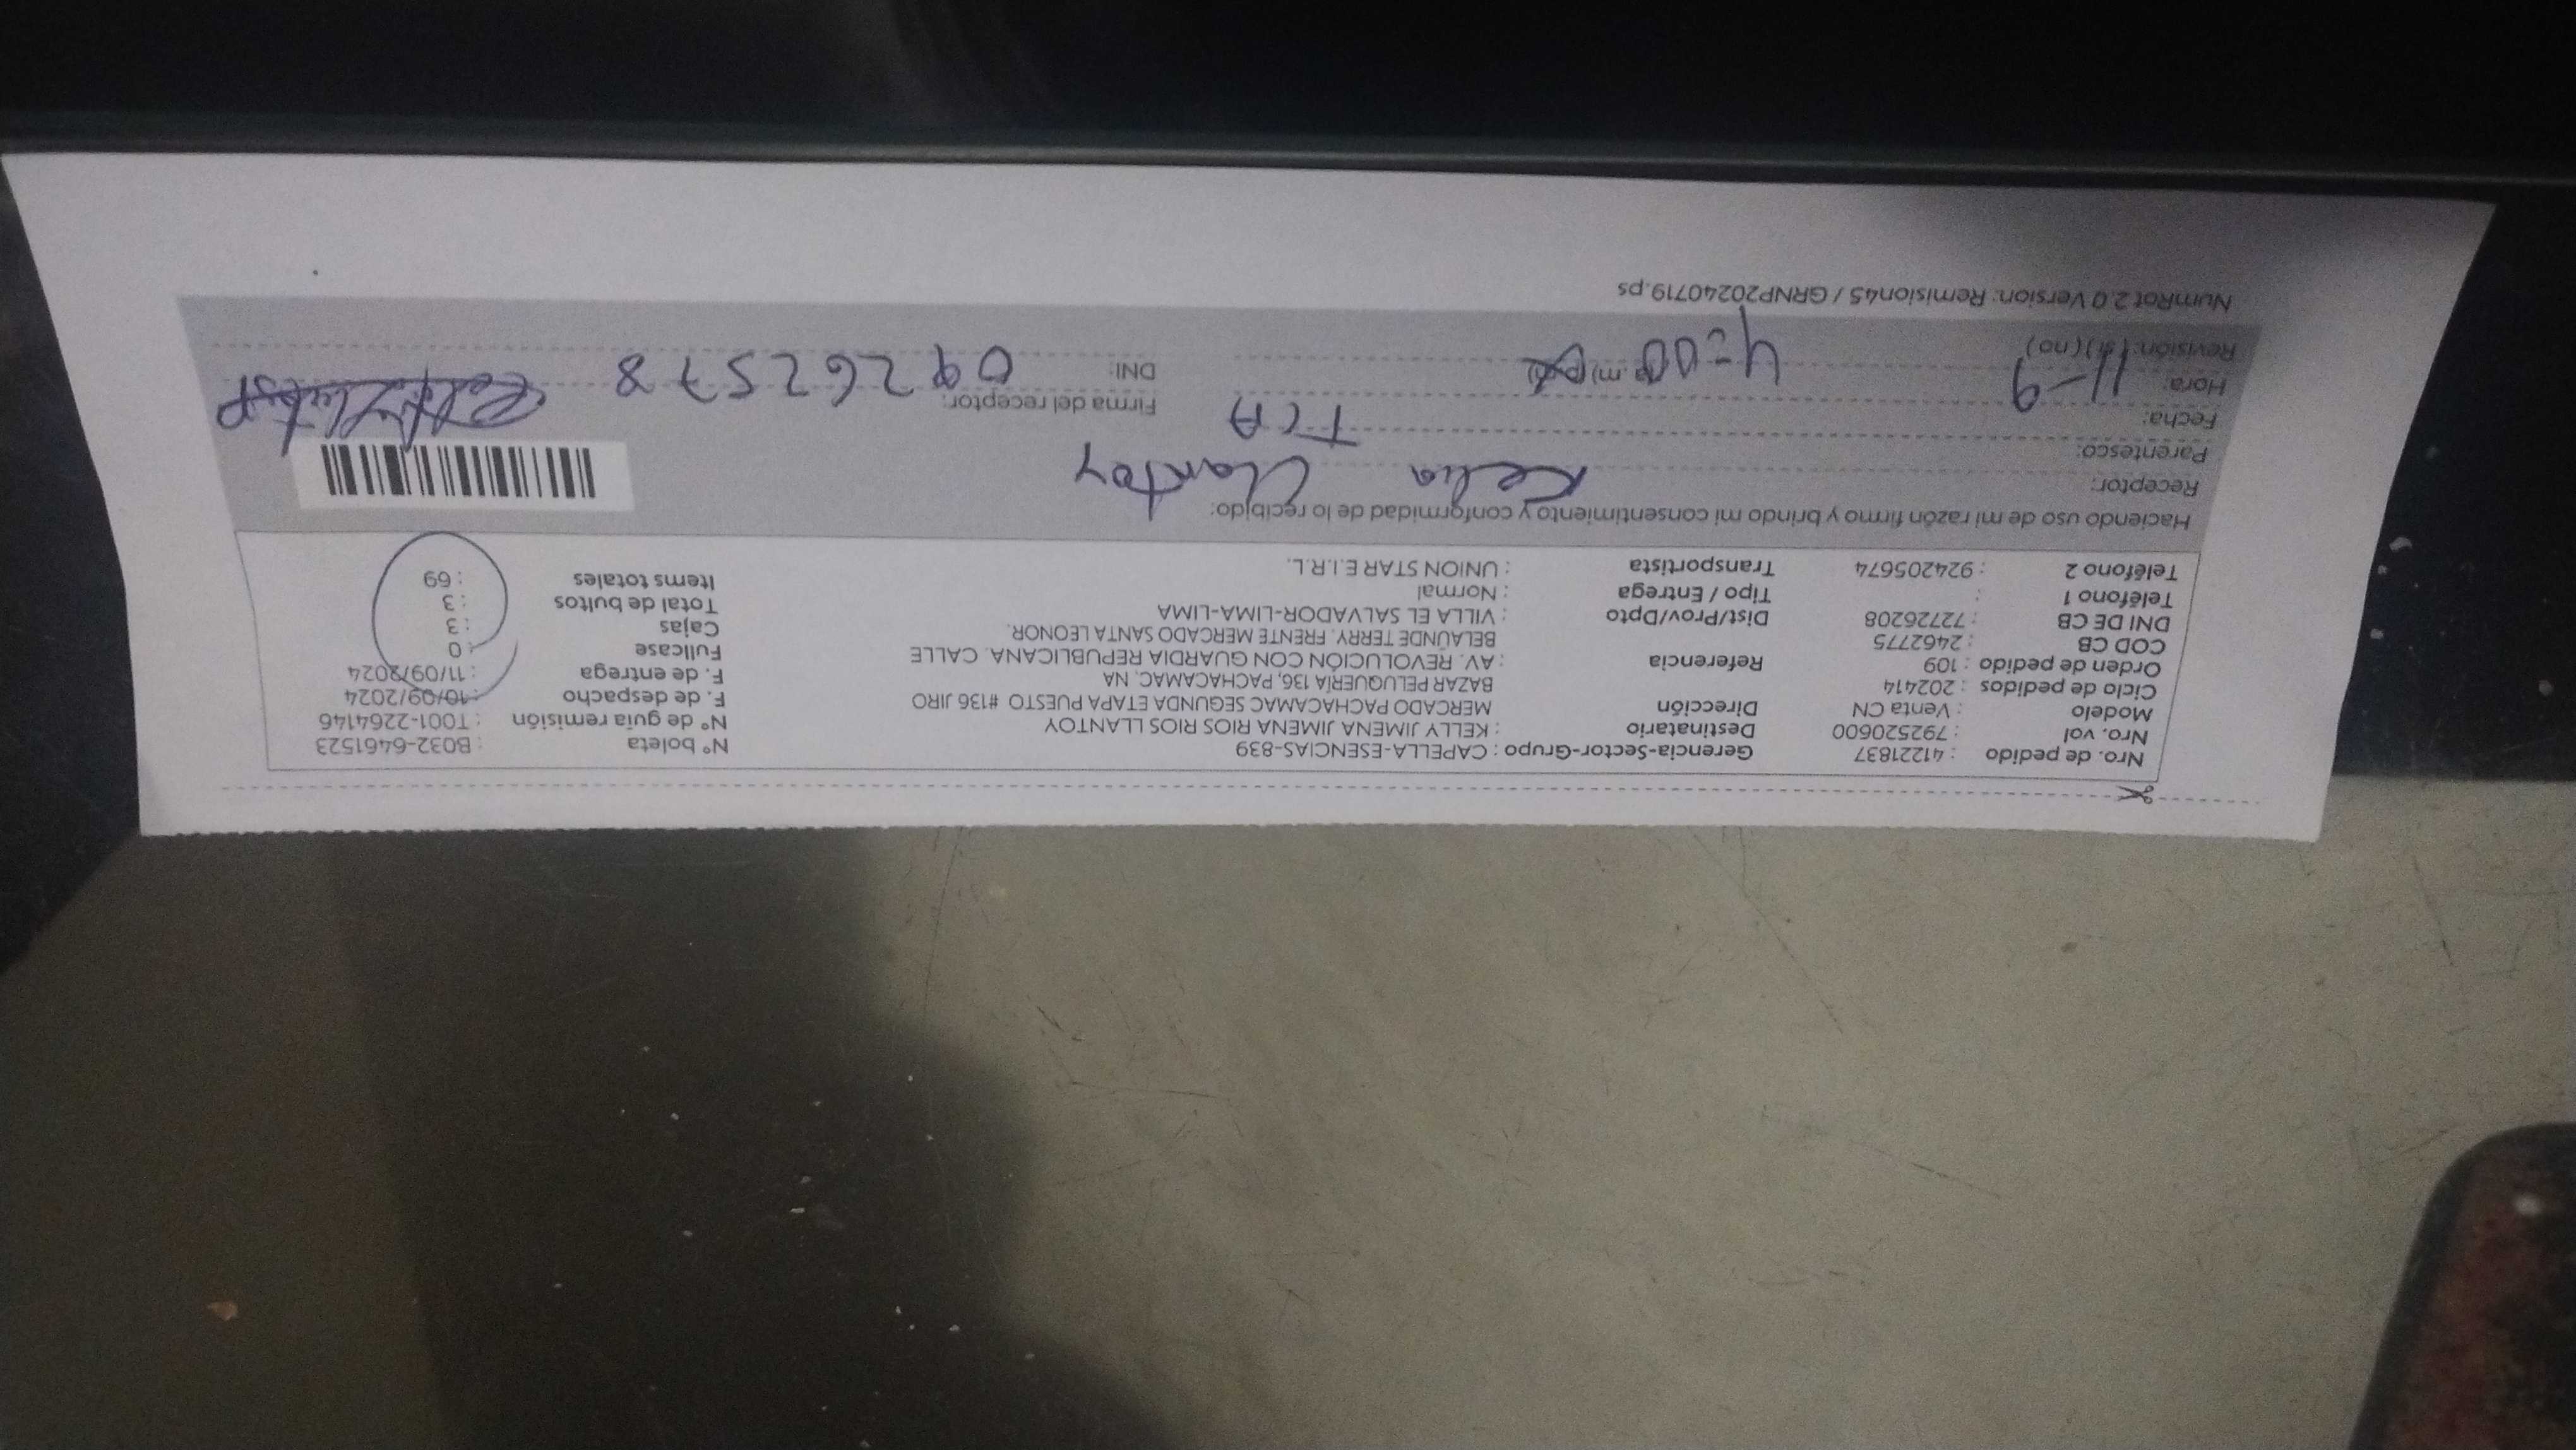 Nro. de pedido : 41221837
Nro. vol : 792520600
Modelo : Venta CN
Ciclo de pedidos : 202414
Orden de pedido : 109
COD CB : 2462775
DNI DE CB : 72726208
Teléfono 1 :
Teléfono 2 : 924205674
Gerencia-Sector-Grupo : CAPELLA-ESENCIAS-839
Destinatario : KELLY JIMENA JIMENA RIOS RIOS LLANTOY
Dirección MERCADO PACHACAMAC SEGUNDA ETAPA PUESTO #136 JIRO
BAZAR PELUQUERÍA 136, PACHACAMAC, NA
Referencia : AV. REVOLUCIÓN CON GUARDIA REPUBLICANA. CALLE
BELAÚNDE TERRY. FRENTE MERCADO SANTA LEONOR.
Dist/Prov/Dpto : VILLA EL SALVADOR-LIMA-LIMA
Tipo / Entrega : Normal
Transportista : UNION STAR E.I.R.L.
N° boleta : B032-6461523
N° de guía remisión : T001-2264146
F. de despacho : 10/09/2024
F. de entrega : 11/09/2024
Fullcase : 0
Cajas : 3
Total de bultos : 3
Items totales : 69
Haciendo uso de mi razón firmo y brindo mi consentimiento y conformidad de lo recibido:
Receptor: Kelia Llantoy
Parentesco: TCA
Fecha: 11-9
Hora: 4:00
Revisión: (si) (no)
Firma del receptor:
DNI: 09262578
NumRot 2.0 Version: Remision45 / GRNP20240719.ps